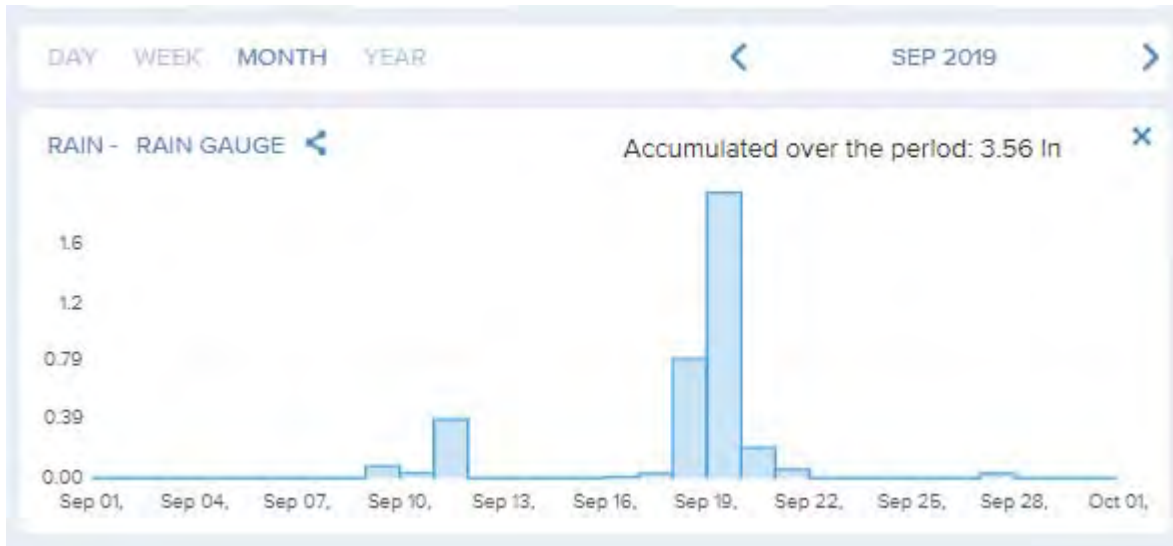 DAY WEEK MONTH YEAR SEP 2019
RAIN - RAIN GAUGE
Accumulated over the period: 3.56 In
1.6
1.2
0.79
0.39
0.00
Sep 01, Sep 04, Sep 07, Sep 10, Sep 13, Sep 16, Sep 19, Sep 22, Sep 25, Sep 28, Oct 01,